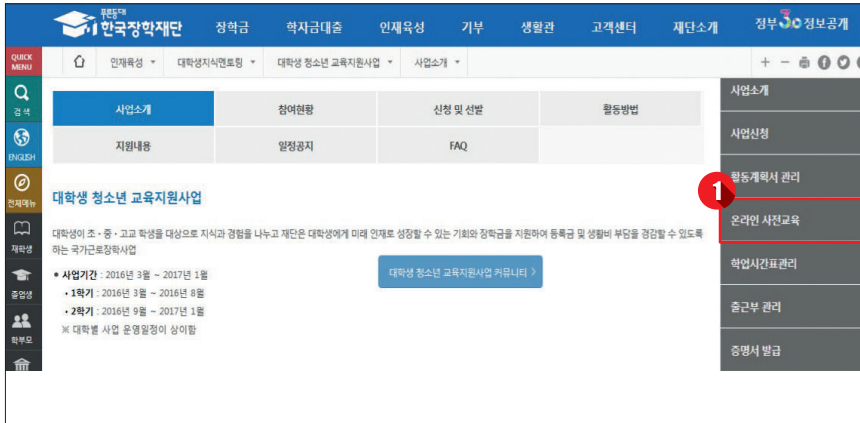 푸른등대
한국장학재단
장학금 학자금대출 인재육성 기부 생활관 고객센터 재단소개 정부3.0 정보공개
QUICK MENU
인재육성 대학생지식멘토링 대학생 청소년 교육지원사업 사업소개
검색
ENGLISH
전체메뉴
재학생
졸업생
학부모
사업소개 참여현황 신청 및 선발 활동방법
지원내용 일정공지 FAQ
대학생 청소년 교육지원사업
대학생이 초・중・고교 학생을 대상으로 지식과 경험을 나누고 재단은 대학생에게 미래 인재로 성장할 수 있는 기회와 장학금을 지원하여 등록금 및 생활비 부담을 경감할 수 있도록
하는 국가근로장학사업
• 사업기간 : 2016년 3월 ~ 2017년 1월
• 1학기 : 2016년 3월 ~ 2016년 8월
• 2학기 : 2016년 9월 ~ 2017년 1월
※ 대학별 사업 운영일정이 상이함
대학생 청소년 교육지원사업 커뮤니티 >
사업소개
사업신청
활동계획서 관리
1
온라인 사전교육
학업시간표관리
출근부 관리
증명서 발급